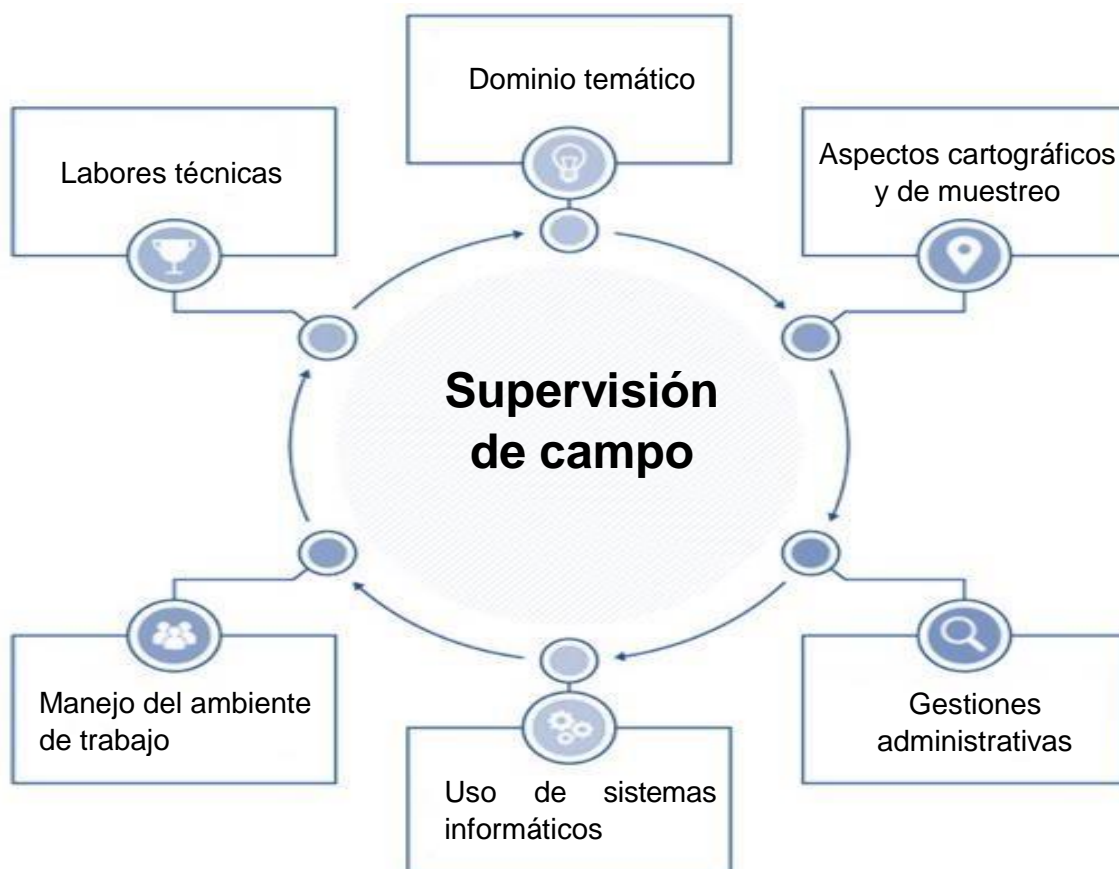 Dominio temático
Labores técnicas
Aspectos cartográficos
y de muestreo
Supervisión
de campo
Manejo del ambiente
de trabajo
Gestiones
administrativas
Uso de sistemas
informáticos